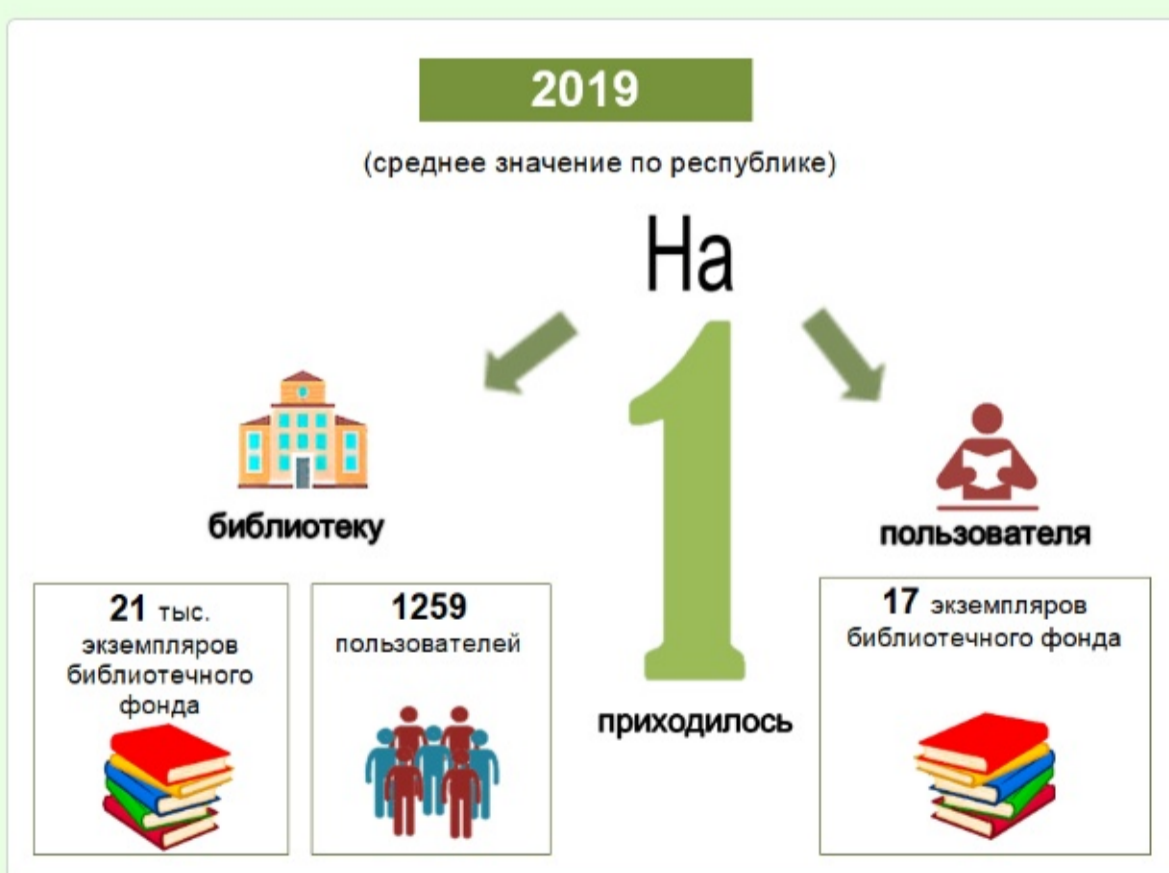 2019
(среднее значение по республике)
На
1
библиотеку
пользователя
21 тыс.
экземпляров
библиотечного
фонда
1259
пользователей
17 экземпляров
библиотечного фонда
приходилось